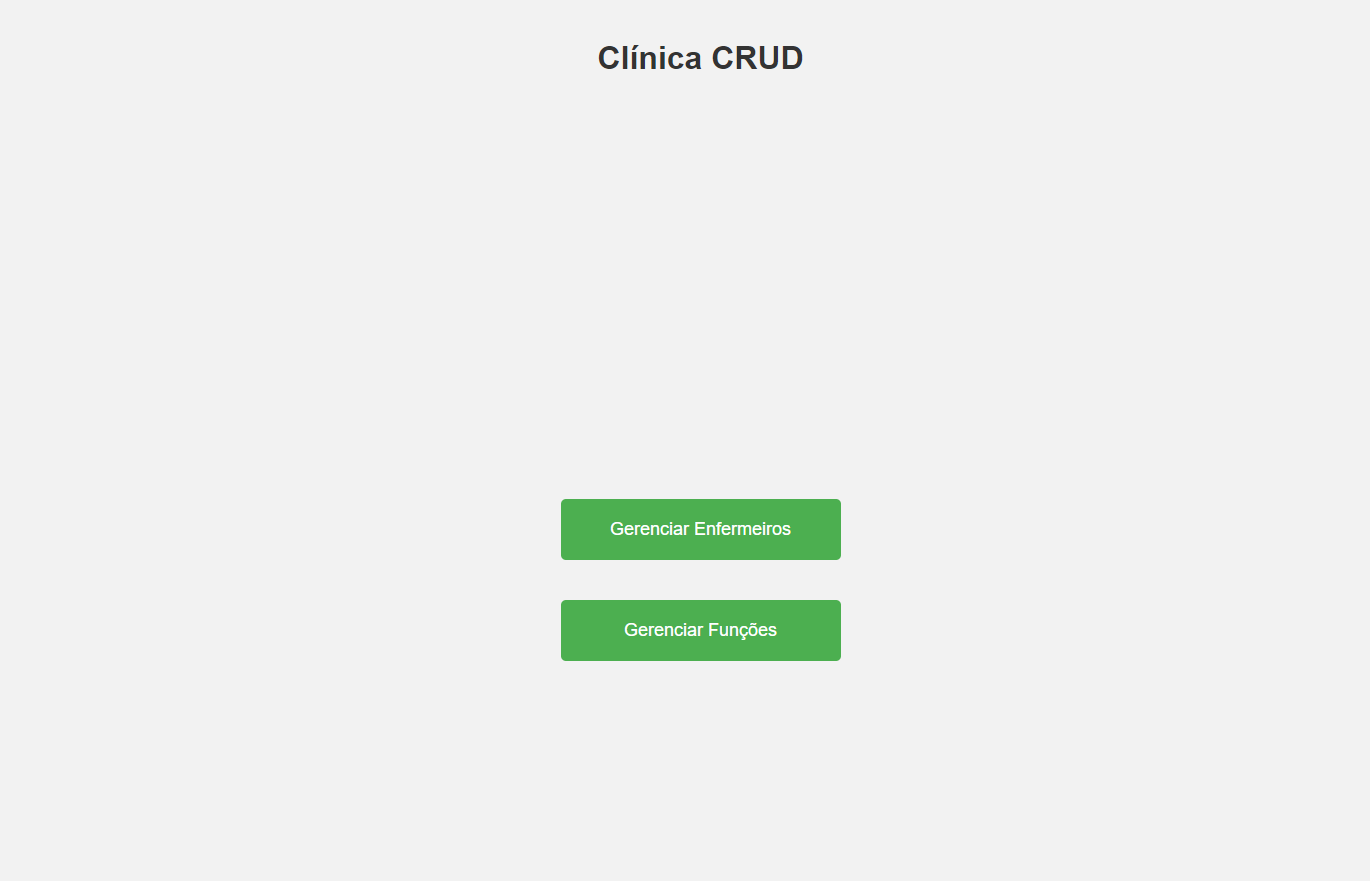 Clínica CRUD
Gerenciar Enfermeiros
Gerenciar Funções